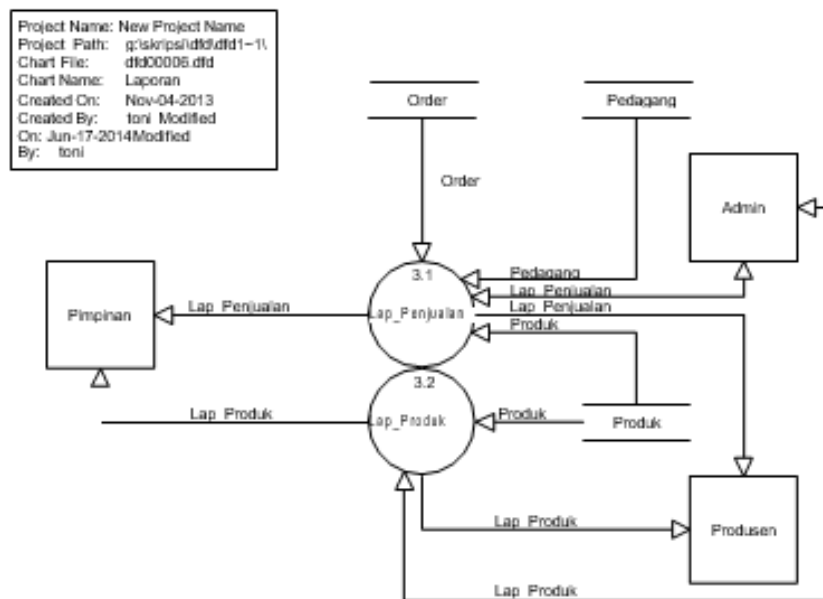 Project Name: New Project Name
Project Path: g:\skripsi\dfd\dfd1~1\
Chart File: dfd00006.dfd
Chart Name: Laporan
Created On: Nov-04-2013
Created By: toni Modified
On: Jun-17-2014Modified
By: toni
Order
Pedagang
Order
Admin
3.1
Pedagang
Lap_Penjualan
Pimpinan
Lap_Penjualan
Lap_Penjualan
Lap_Penjualan
Produk
3.2
Lap_Produk
Lap_Produk
Produk
Produk
Lap_Produk
Produsen
Lap_Produk